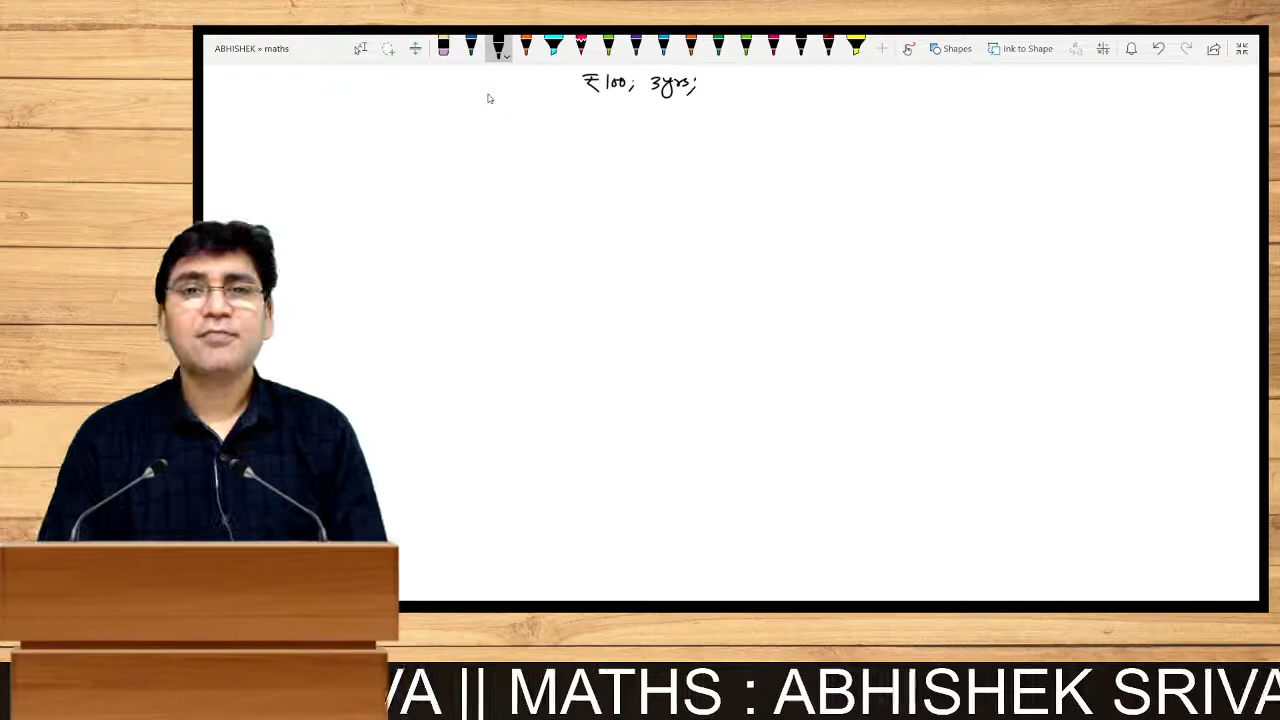 ABHISHEK » maths
Shapes
Ink to Shape
₹100; 3yrs;
VA || MATHS : ABHISHEK SRIVA